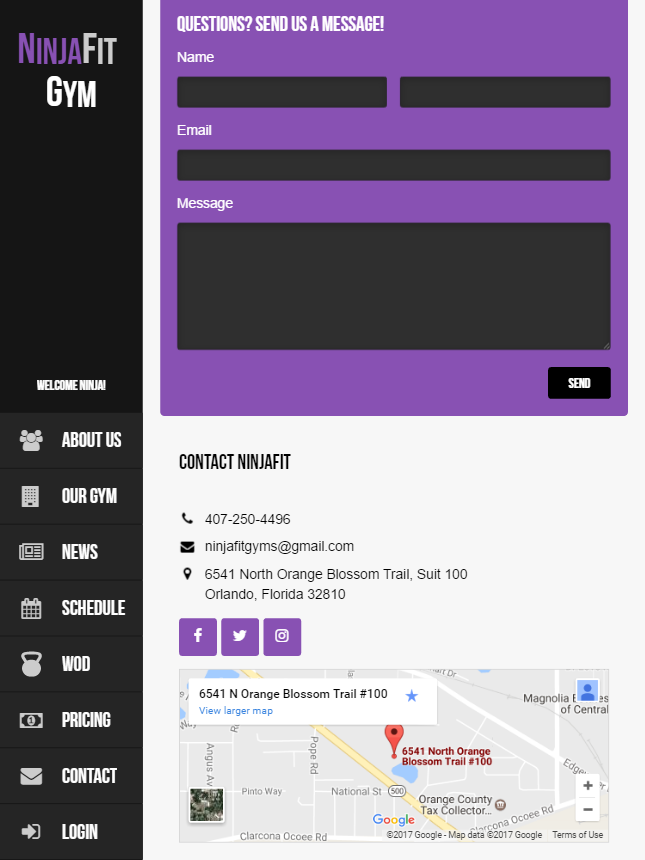 NINJAFIT
GYM
WELCOME NINJA!
ABOUT US
OUR GYM
NEWS
SCHEDULE
WOD
PRICING
CONTACT
LOGIN
QUESTIONS? SEND US A MESSAGE!
Name
Email
Message
SEND
CONTACT NINJAFIT
407-250-4496
ninjafitgyms@gmail.com
6541 North Orange Blossom Trail, Suit 100
Orlando, Florida 32810
6541 N Orange Blossom Trail #100
View larger map
Magnolia
of Central
6541 North Orange
Blossom Trail #100
Angus Av
Pope Rd
Pinto Way
National St
500
Orange County
Tax Collector...
Clarcona Ocoee Rd
Clarcona Ocoee Rd
Google
©2017 Google - Map data ©2017 Google
Terms of Use